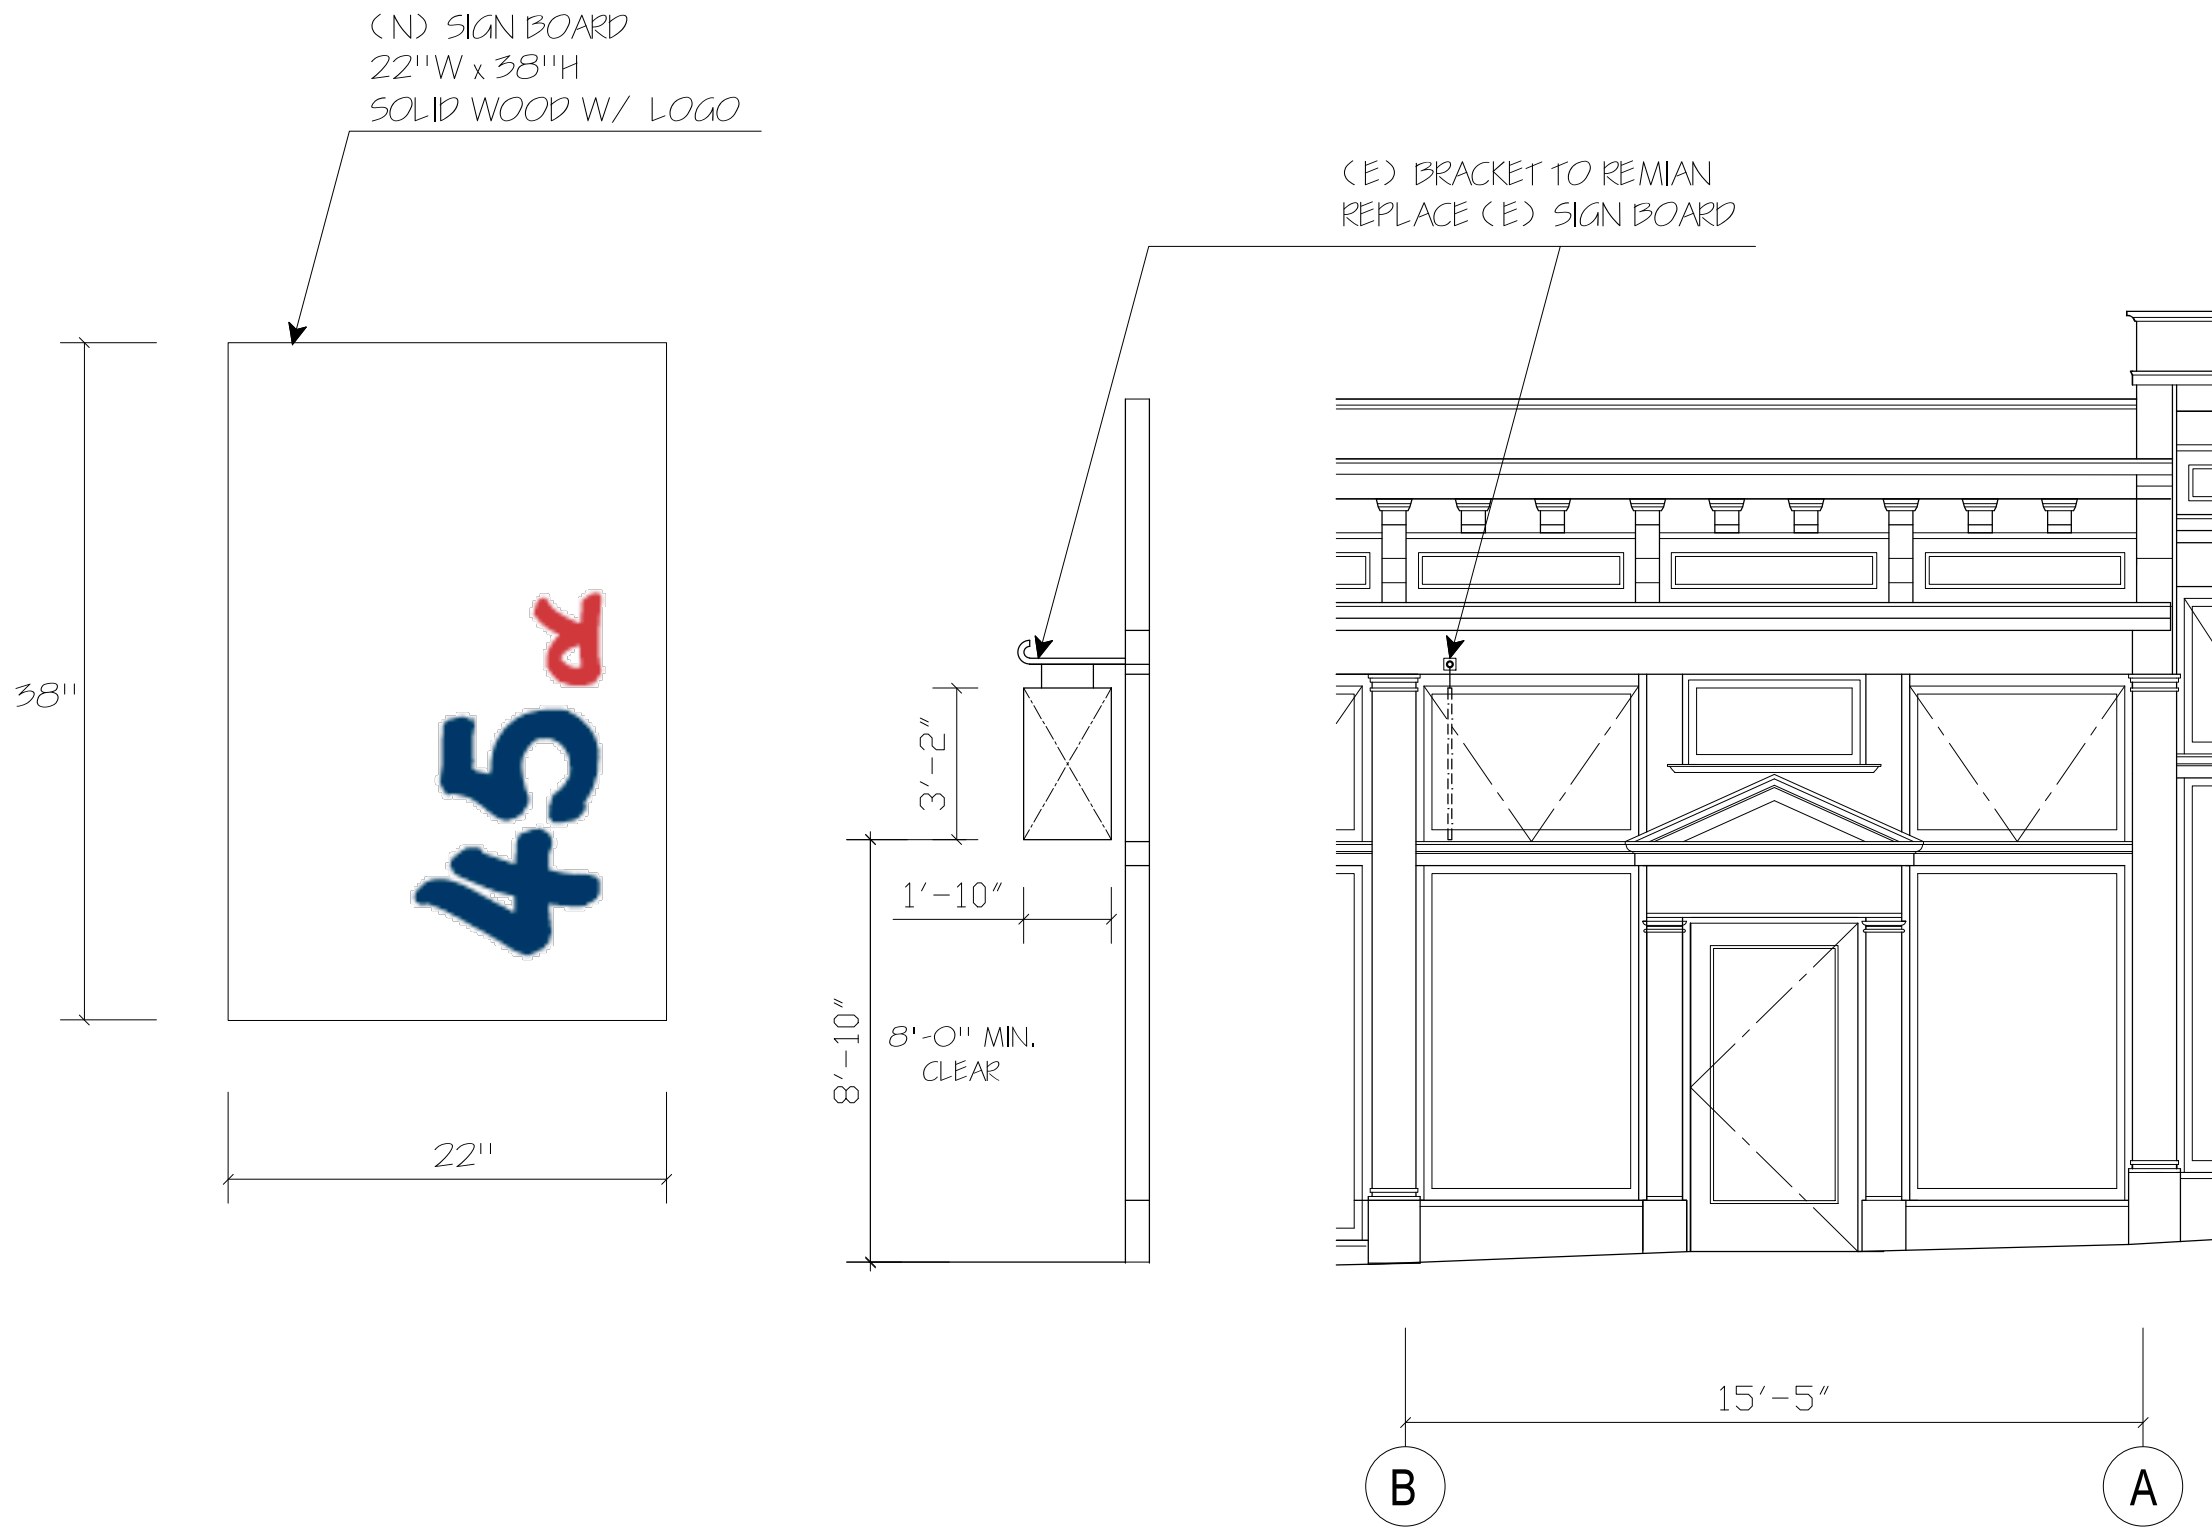 (N) SIGN BOARD
22"W x 38"H
SOLID WOOD W/ LOGO
(E) BRACKET TO REMIAN
REPLACE (E) SIGN BOARD
38"
45 R
22"
3'-2"
1'-10"
8'-10"
8'-0" MIN.
CLEAR
15'-5"
B
A